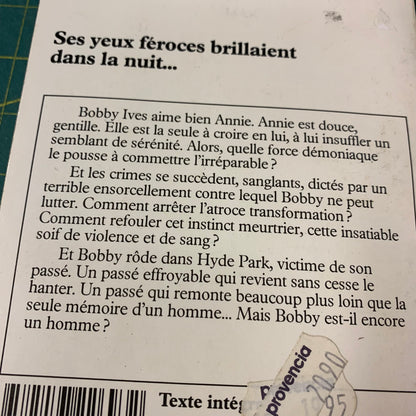 Ses yeux féroces brillaient
dans la nuit...
Bobby Ives aime bien Annie. Annie est douce,
gentille. Elle est la seule à croire en lui, à lui insuffler un
semblant de sérénité. Alors, quelle force démoniaque
le pousse à commettre l'irréparable ?
Et les crimes se succèdent, sanglants, dictés par un
terrible ensorcellement contre lequel Bobby ne peut
lutter. Comment arrêter l'atroce transformation ?
Comment refouler cet instinct meurtrier, cette insatiable
soif de violence et de sang ?
Et Bobby rôde dans Hyde Park, victime de son
passé. Un passé effroyable qui revient sans cesse le
hanter. Un passé qui remonte beaucoup plus loin que la
seule mémoire d'un homme... Mais Bobby est-il encore
un homme ?
Texte
provencia